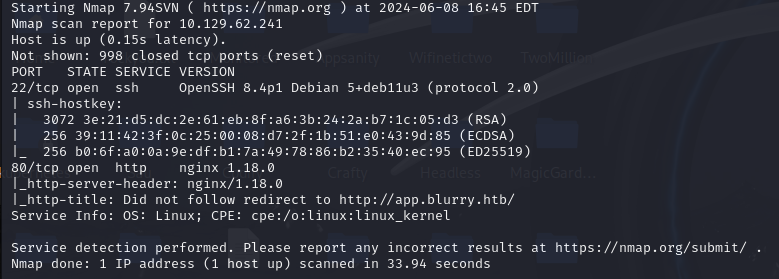 Starting Nmap 7.94SVN ( https://nmap.org ) at 2024-06-08 16:45 EDT
Nmap scan report for 10.129.62.241
Host is up (0.15s latency).
Not shown: 998 closed tcp ports (reset)
PORT   STATE SERVICE VERSION
22/tcp open  ssh     OpenSSH 8.4p1 Debian 5+deb11u3 (protocol 2.0)
| ssh-hostkey:
|   3072 3e:21:d5:dc:2e:61:eb:8f:a6:3b:24:2a:b7:1c:05:d3 (RSA)
|   256 39:11:42:3f:0c:25:00:08:d7:2f:1b:51:e0:43:9d:85 (ECDSA)
|_  256 b0:6f:a0:0a:9e:df:b1:7a:49:78:86:b2:35:40:ec:95 (ED25519)
80/tcp open  http    nginx 1.18.0
|_http-server-header: nginx/1.18.0
|_http-title: Did not follow redirect to http://app.blurry.htb/
Service Info: OS: Linux; CPE: cpe:/o:linux:linux_kernel
Service detection performed. Please report any incorrect results at https://nmap.org/submit/ .
Nmap done: 1 IP address (1 host up) scanned in 33.94 seconds
Wifinetictwo
TwoMillion...
Crafty
Headless
MagicGard...